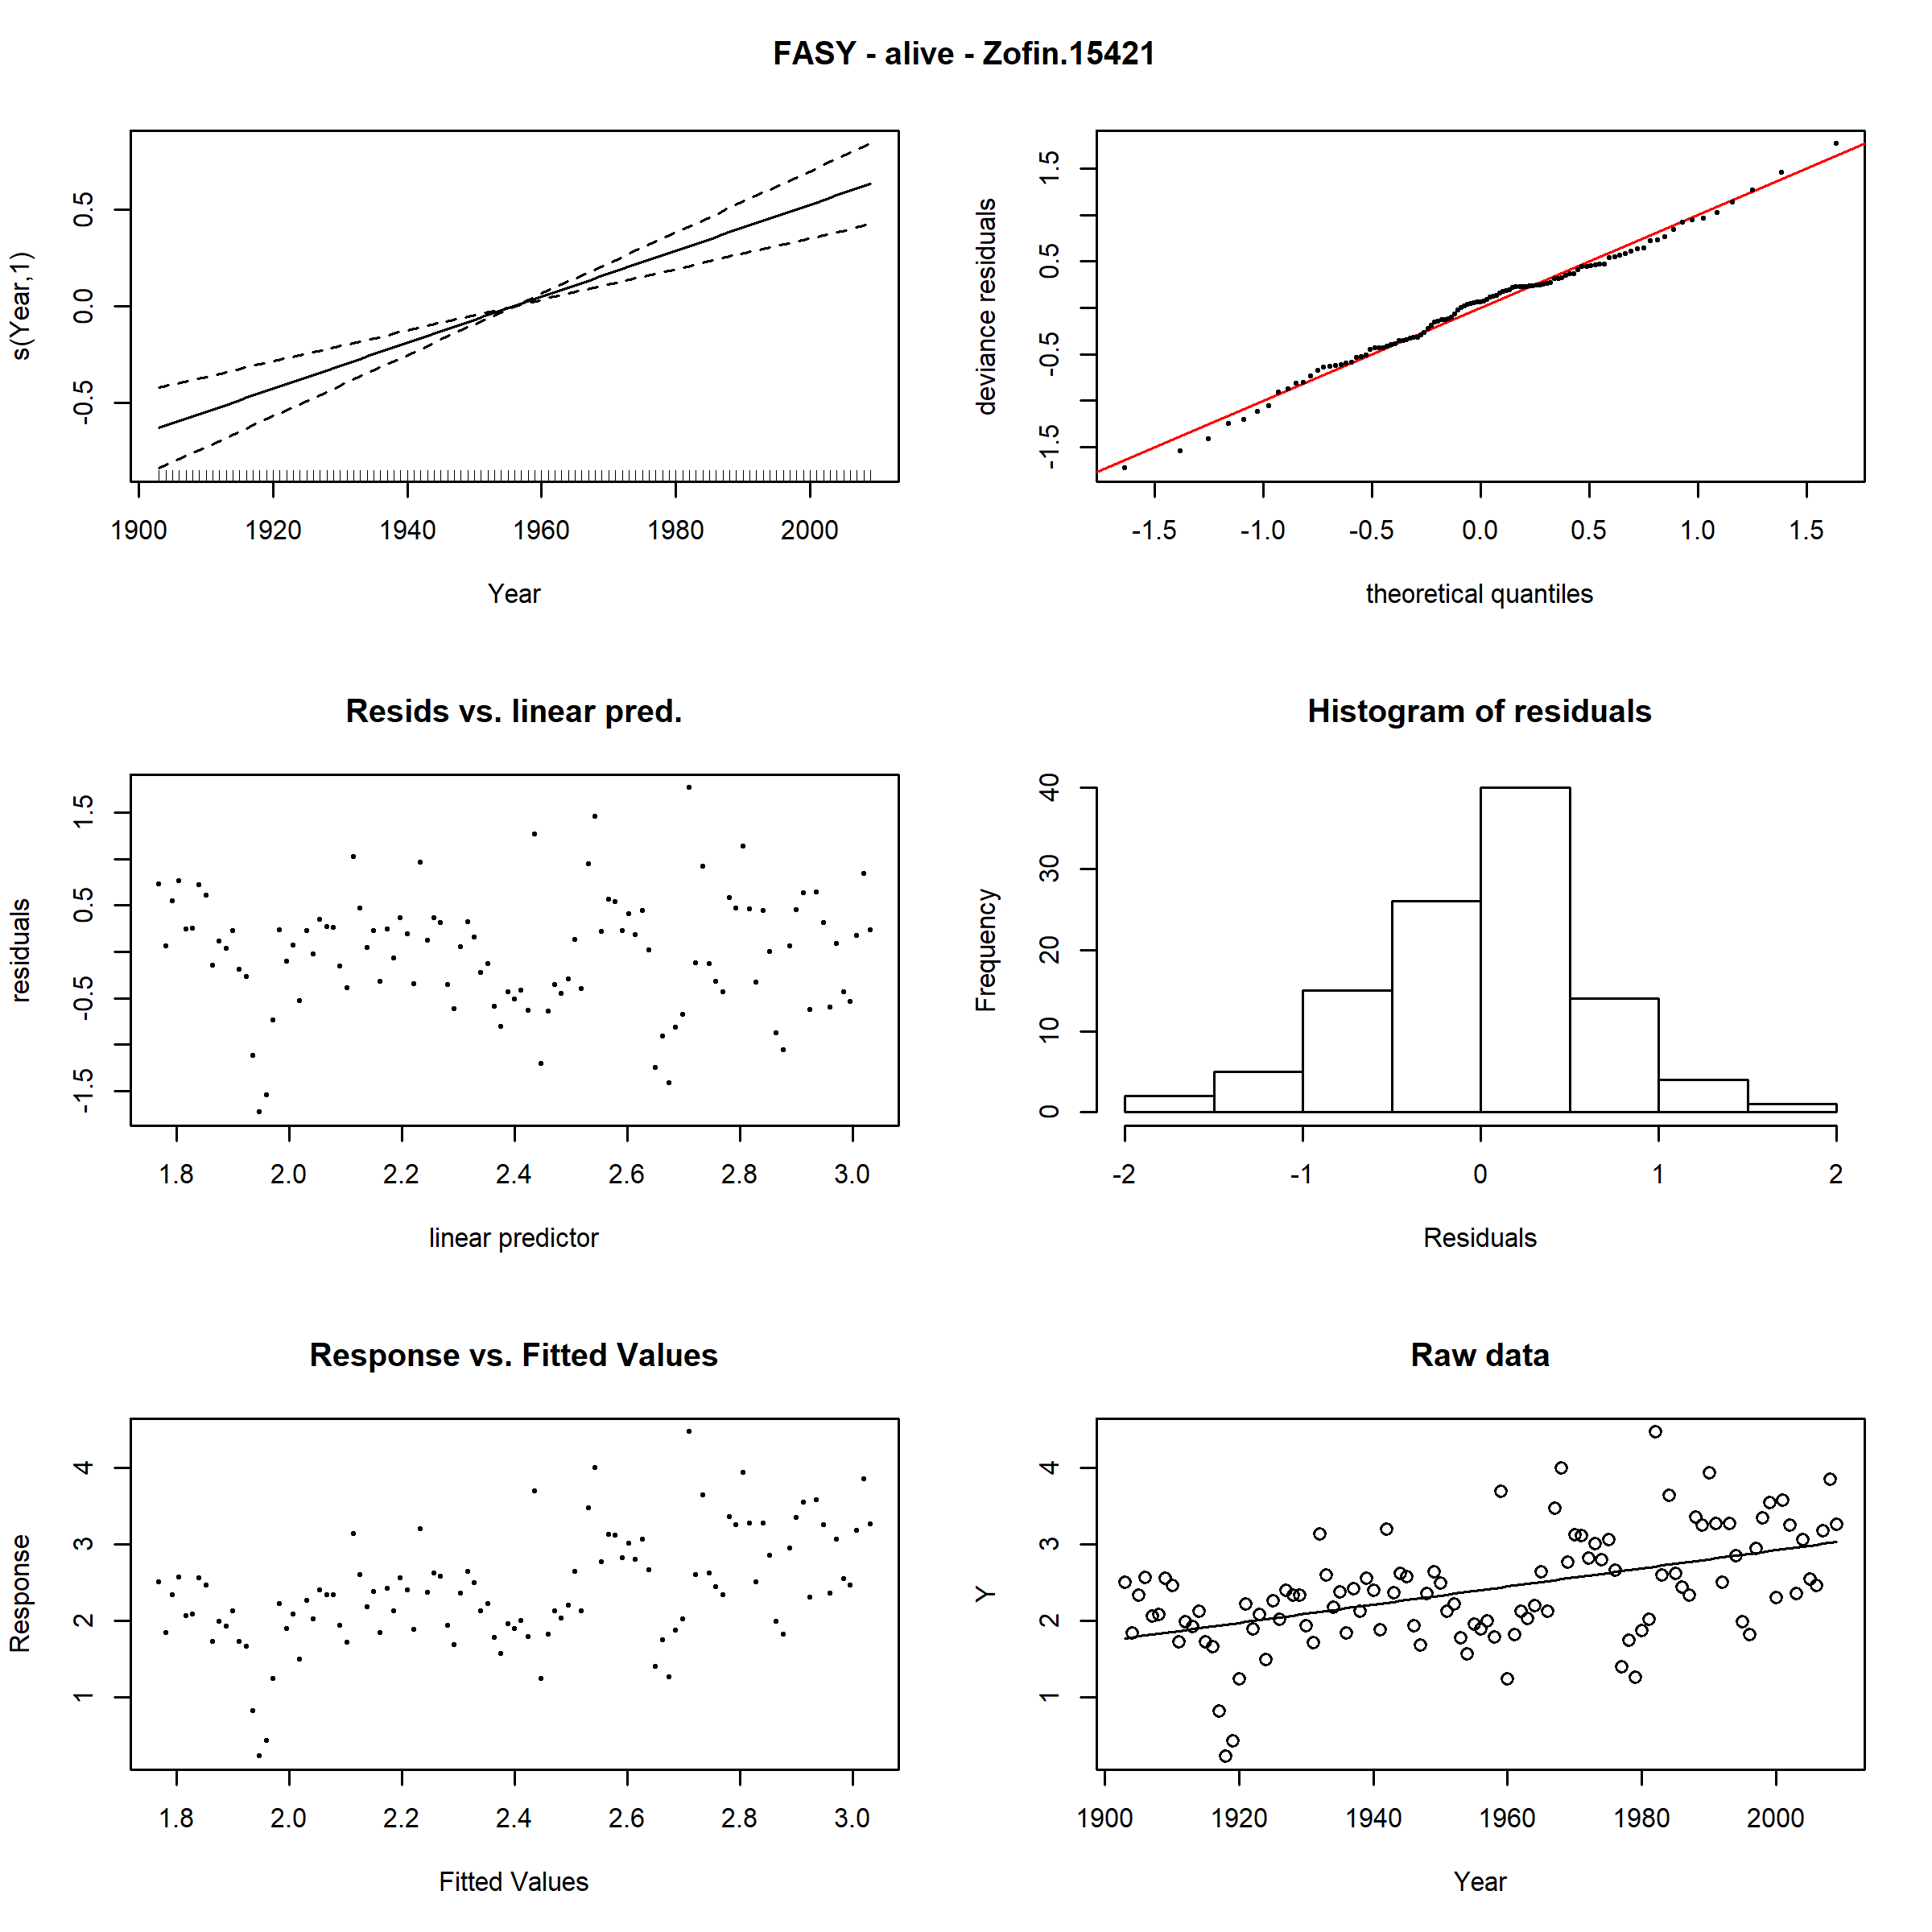 FASY - alive - Zofin.15421
s(Year,1)
0.5
0.0
-0.5
1900 1920 1940 1960 1980 2000
Year
deviance residuals
1.5
0.5
-0.5
-1.5
-1.5 -1.0 -0.5 0.0 0.5 1.0 1.5
theoretical quantiles
Resids vs. linear pred.
residuals
1.5
0.5
-0.5
-1.5
1.8 2.0 2.2 2.4 2.6 2.8 3.0
linear predictor
Histogram of residuals
Frequency
40
30
20
10
0
-2 -1 0 1 2
Residuals
Response vs. Fitted Values
Response
4
3
2
1
1.8 2.0 2.2 2.4 2.6 2.8 3.0
Fitted Values
Raw data
Y
4
3
2
1
1900 1920 1940 1960 1980 2000
Year